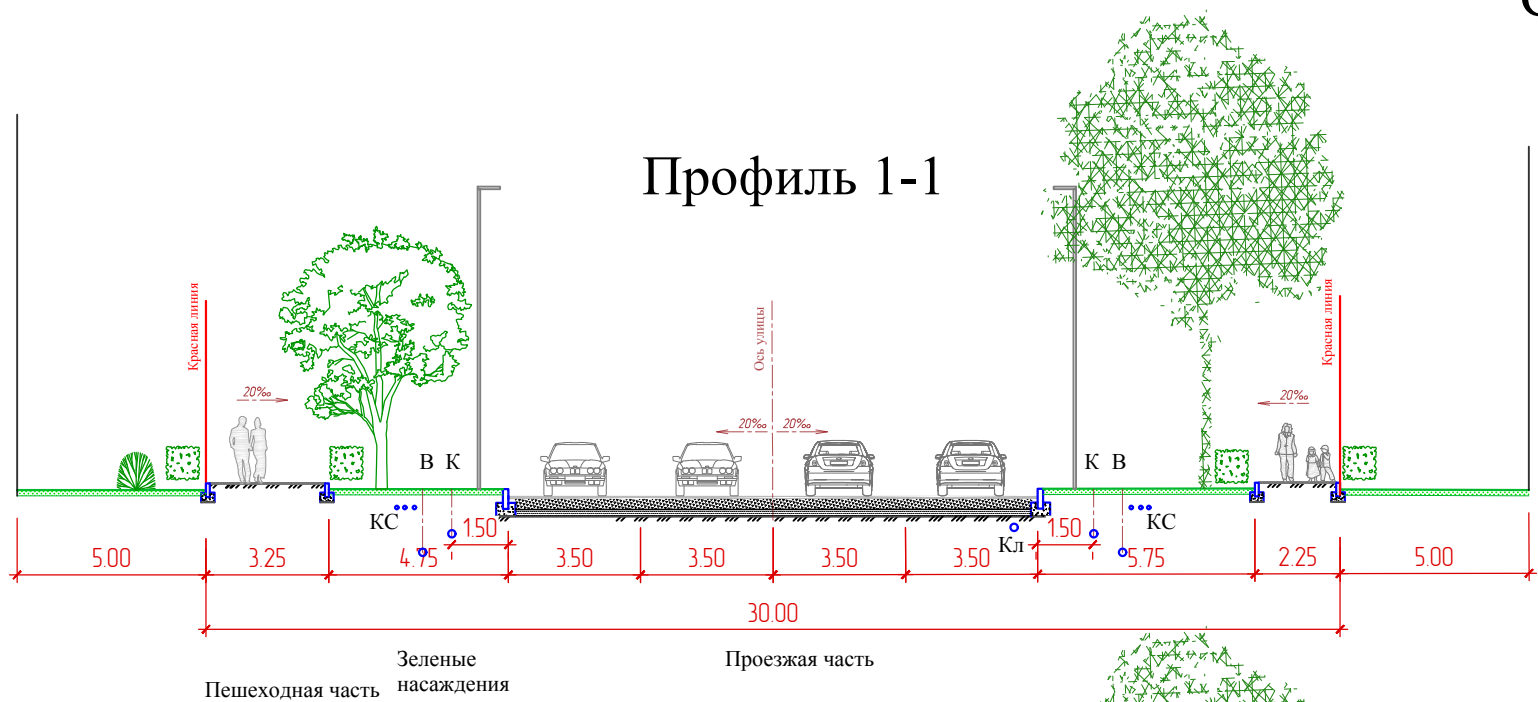 Профиль 1-1
Красная линия
Ось улицы
Красная линия
20‰
20‰
20‰
20‰
В К
К В
КС
КС
Кл
1.50
1.50
5.00
3.25
4.75
3.50
3.50
3.50
3.50
5.75
2.25
5.00
30.00
Пешеходная часть
Зеленые
насаждения
Проезжая часть